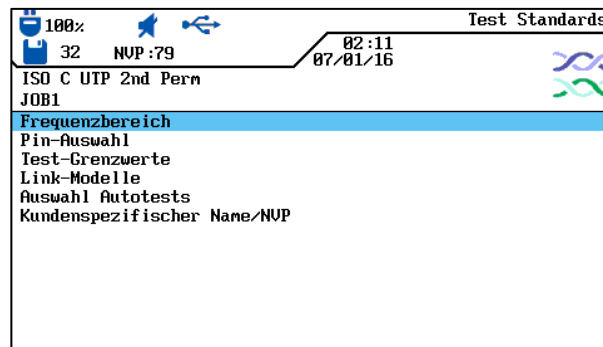 100% Test Standards
32 NVP:79 02:11
07/01/16
ISO C UTP 2nd Perm
JOB1
Frequenzbereich
Pin-Auswahl
Test-Grenzwerte
Link-Modelle
Auswahl Autotests
Kundenspezifischer Name/NVP